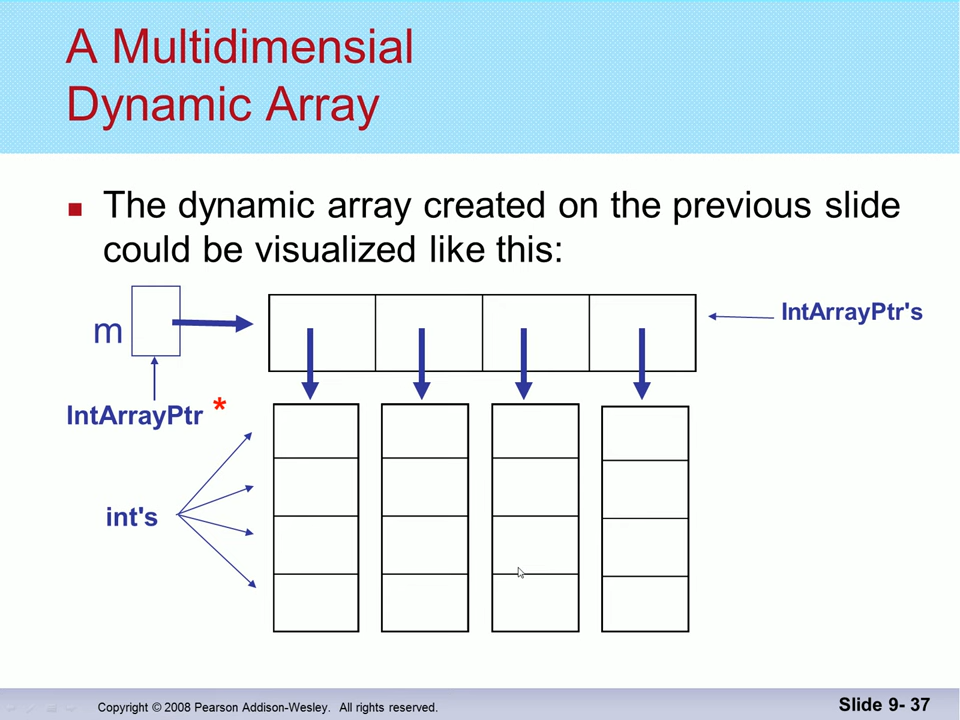 A Multidimensial
Dynamic Array
■ The dynamic array created on the previous slide
could be visualized like this:
m
IntArrayPtr's
IntArrayPtr *
int's
Copyright © 2008 Pearson Addison-Wesley. All rights reserved.
Slide 9- 37